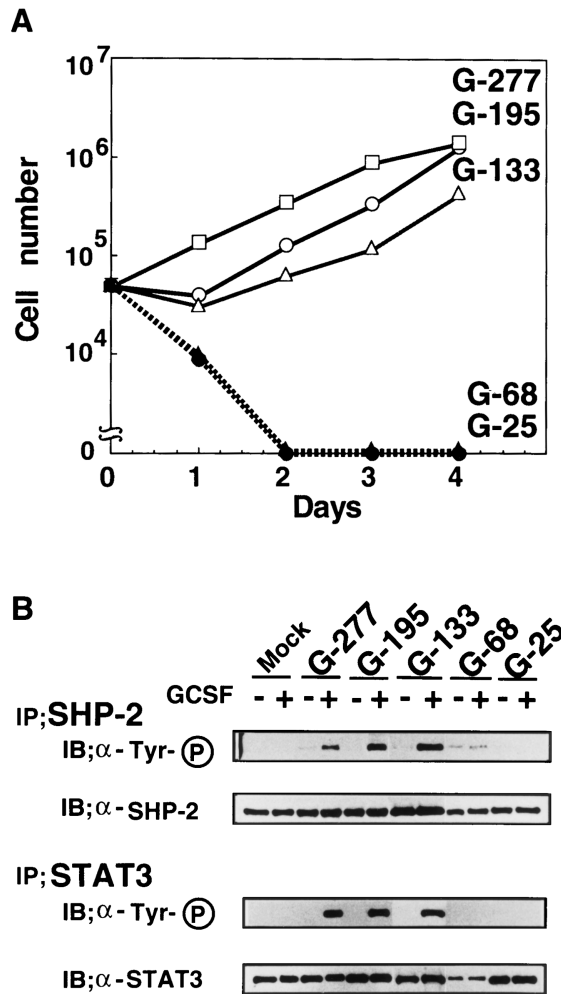 A
10^7
10^6
10^5
10^4
0
Cell number
G-277
G-195
G-133
G-68
G-25
0 1 2 3 4
Days
B
Mock G-277 G-195 G-133 G-68 G-25
GCSF - + - + - + - + - + - +
IP;SHP-2
IB;α-Tyr-Ⓟ
IB;α-SHP-2
IP;STAT3
IB;α-Tyr-Ⓟ
IB;α-STAT3